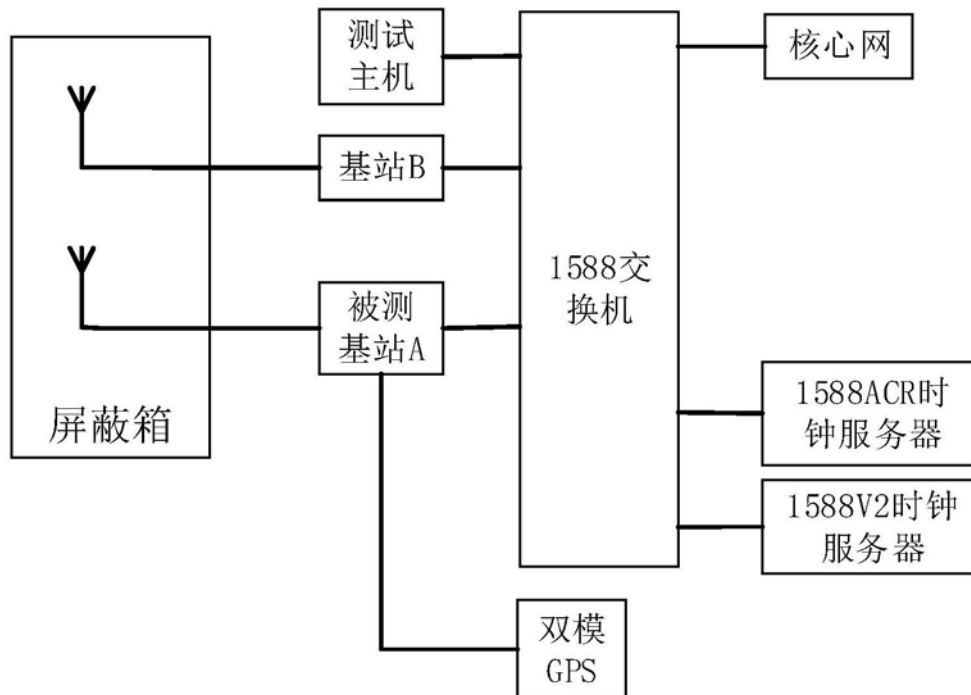 测试
主机
核心网
基站B
1588交
换机
被测
基站A
屏蔽箱
1588ACR时
钟服务器
1588V2时钟
服务器
双模
GPS